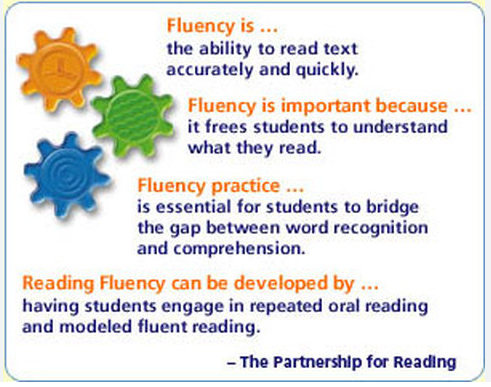 Fluency is ...
the ability to read text
accurately and quickly.
Fluency is important because ...
it frees students to understand
what they read.
Fluency practice ...
is essential for students to bridge
the gap between word recognition
and comprehension.
Reading Fluency can be developed by ...
having students engage in repeated oral reading
and modeled fluent reading.
– The Partnership for Reading